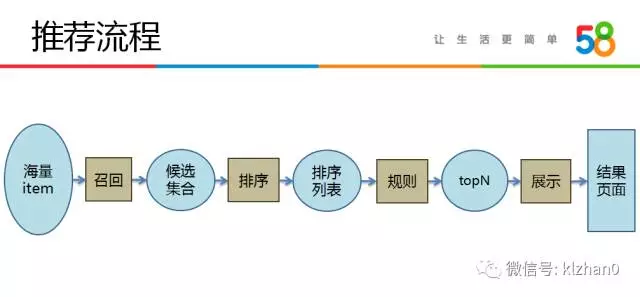 推荐流程
让生活更简单
58
海量
item
召回
候选
集合
排序
排序
列表
规则
topN
展示
结果
页面
微信号: klzhan0